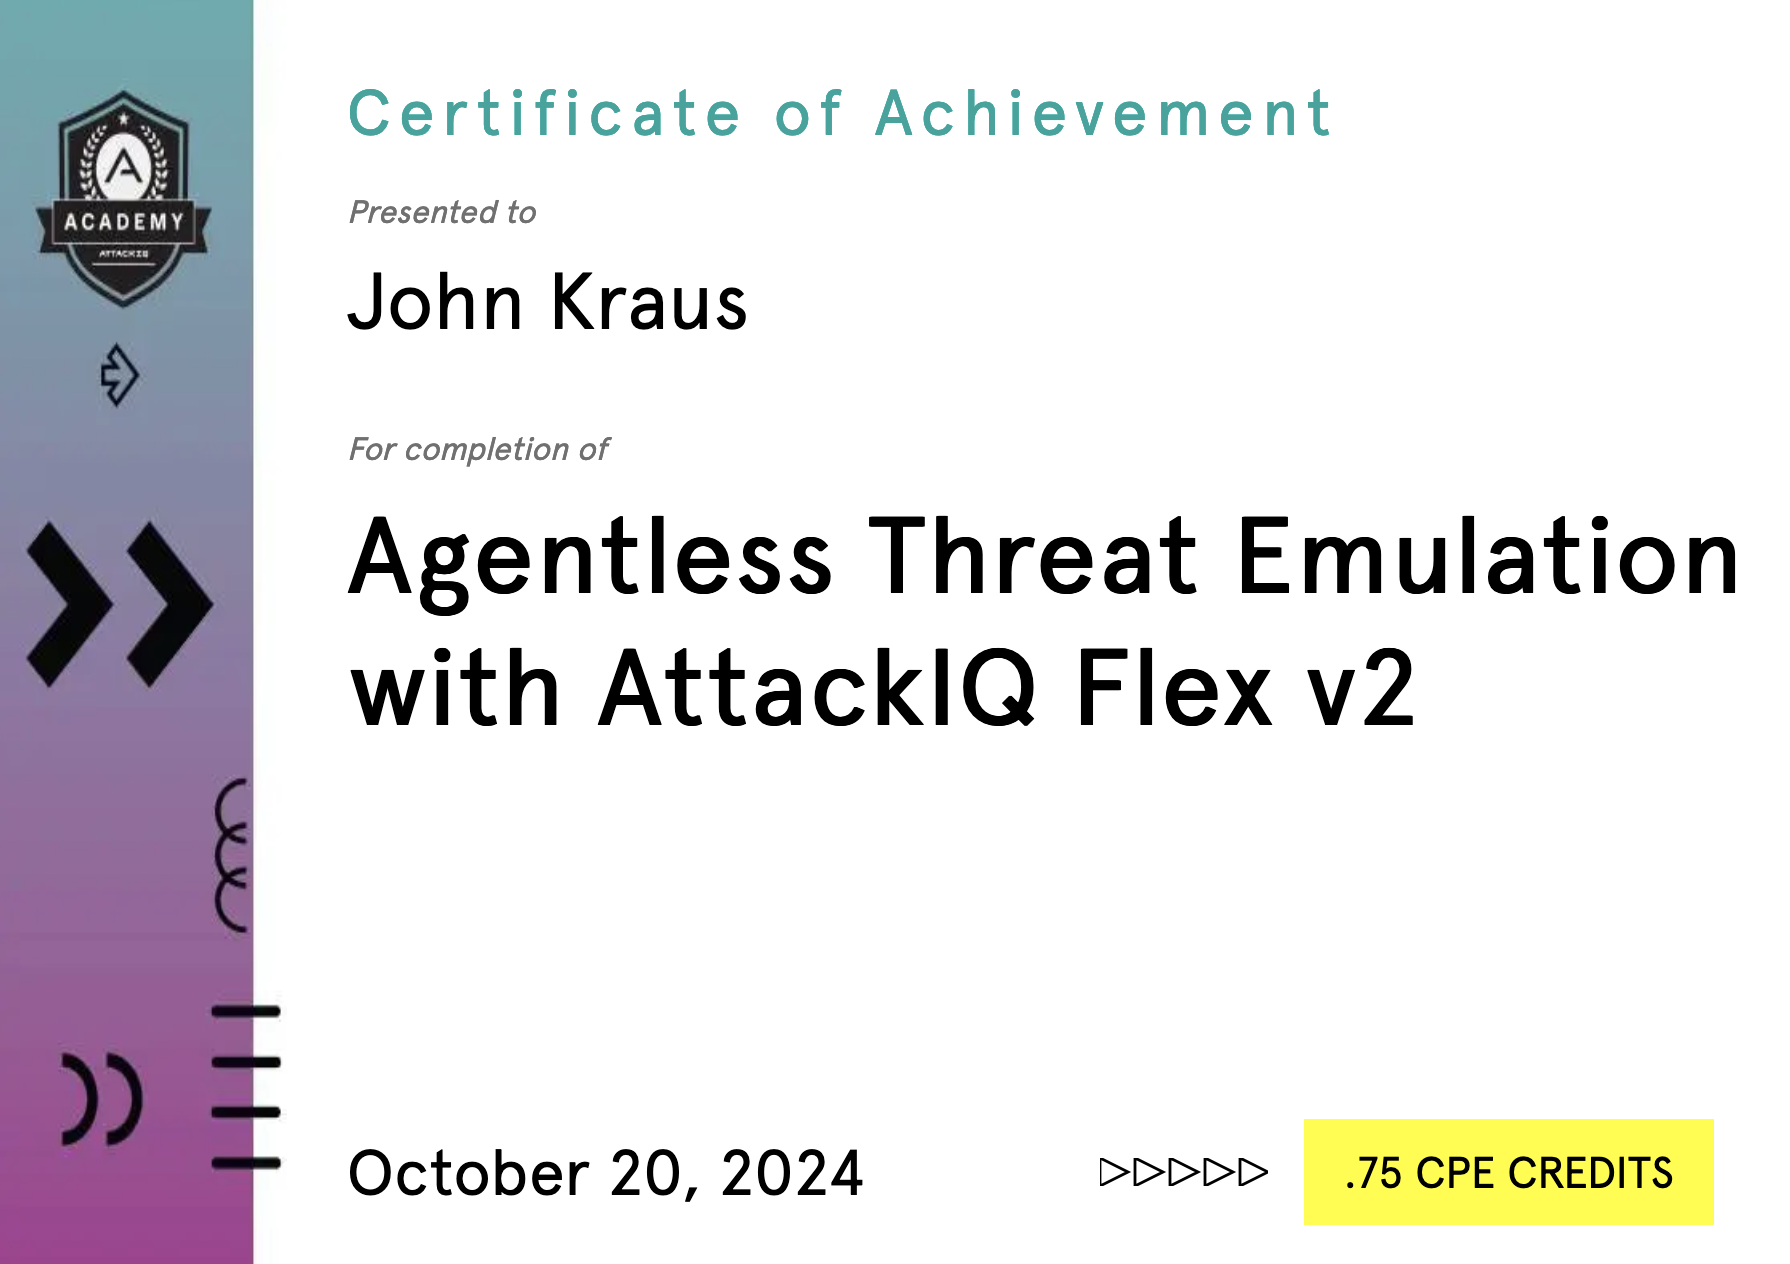 ACADEMY
ATTACKIQ
Certificate of Achievement
Presented to
John Kraus
For completion of
Agentless Threat Emulation
with AttackIQ Flex v2
October 20, 2024
.75 CPE CREDITS